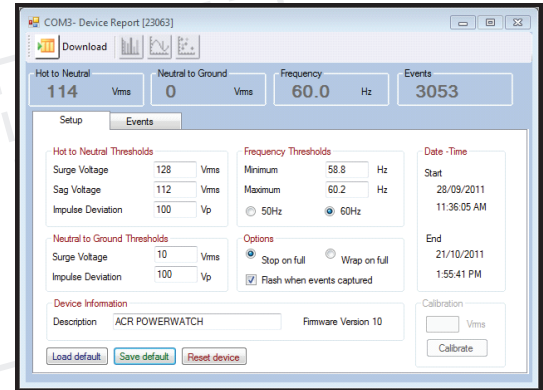 COM3- Device Report [23063]
Download
Hot to Neutral Neutral to Ground Frequency Events
114 Vrms 0 Vrms 60.0 Hz 3053
Setup Events
Hot to Neutral Thresholds
Surge Voltage 128 Vrms
Sag Voltage 112 Vrms
Impulse Deviation 100 Vp
Frequency Thresholds
Minimum 58.8 Hz
Maximum 60.2 Hz
50Hz 60Hz
Date -Time
Start
28/09/2011
11:36:05 AM
End
21/10/2011
1:55:41 PM
Neutral to Ground Thresholds
Surge Voltage 10 Vrms
Impulse Deviation 100 Vp
Options
Stop on full Wrap on full
Flash when events captured
Device Information
Description ACR POWERWATCH Firmware Version 10
Calibration
Vrms
Calibrate
Load default Save default Reset device